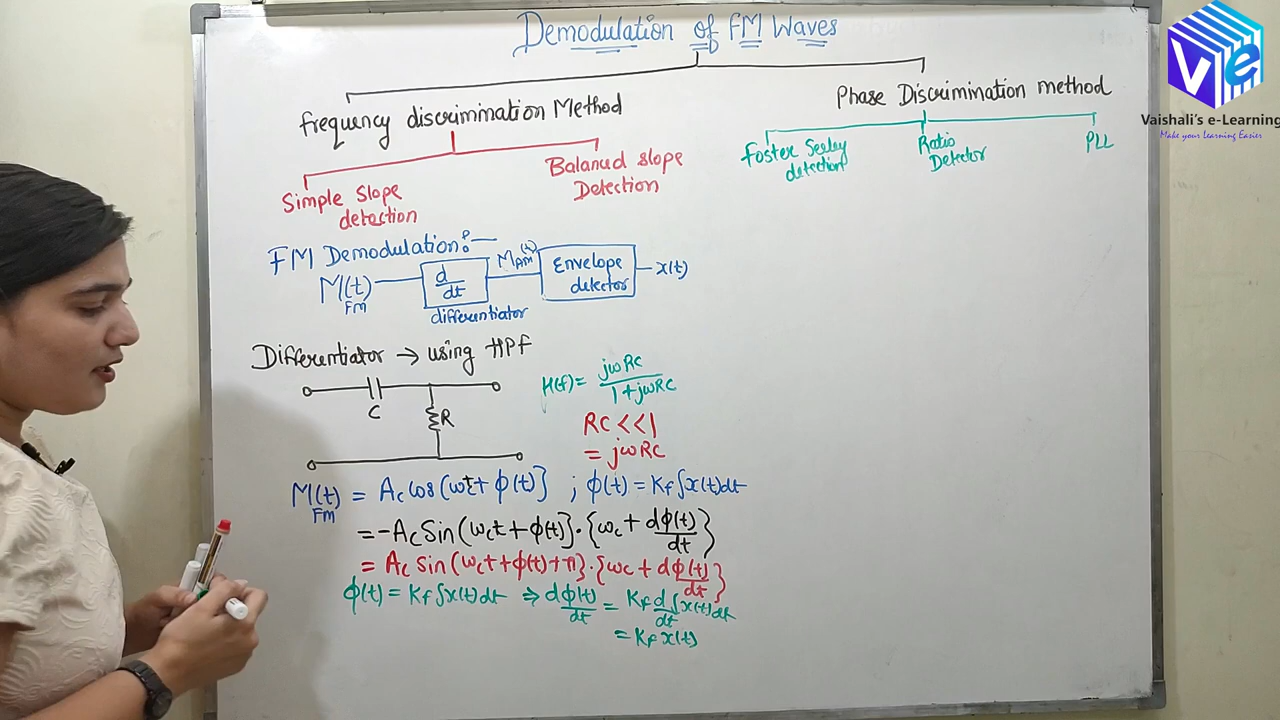 Demodulation of FM Waves
frequency discrimination Method
Phase Discrimination method
Simple slope
detection
Balanced slope
Detection
Foster Seeley
detection
Ratio
Detector
PLL
FM Demodulation:-
M(t)
FM
d/dt
differentiator
M_AM(t)
Envelope
detector
x(t)
Differentiator → using HPF
C
R
H(f) = jωRC / 1+jωRC
RC<<1
= jωRC
M(t) FM = Ac cos(ωt + ϕ(t)} ; ϕ(t) = Kf∫x(t)dt
= -Ac Sin(ωct + ϕ(t)}·{ωc + dϕ(t)/dt}
= Ac sin(ωct + ϕ(t) + π}·{ωc + dϕ(t)/dt}
ϕ(t) = Kf∫x(t)dt ⇒ dϕ(t)/dt = Kf d/dt ∫x(t)dt
= Kf x(t)
Ve
Vaishali's e-Learning
Make your Learning Easier